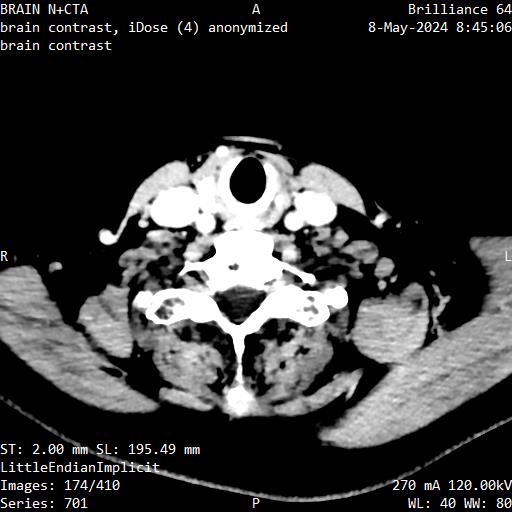 BRAIN N+CTA
A
Brilliance 64
brain contrast, iDose (4) anonymized
8-May-2024 8:45:06
brain contrast
R
L
ST: 2.00 mm SL: 195.49 mm
LittleEndianImplicit
Images: 174/410
270 mA 120.00kV
Series: 701
P
WL: 40 WW: 80